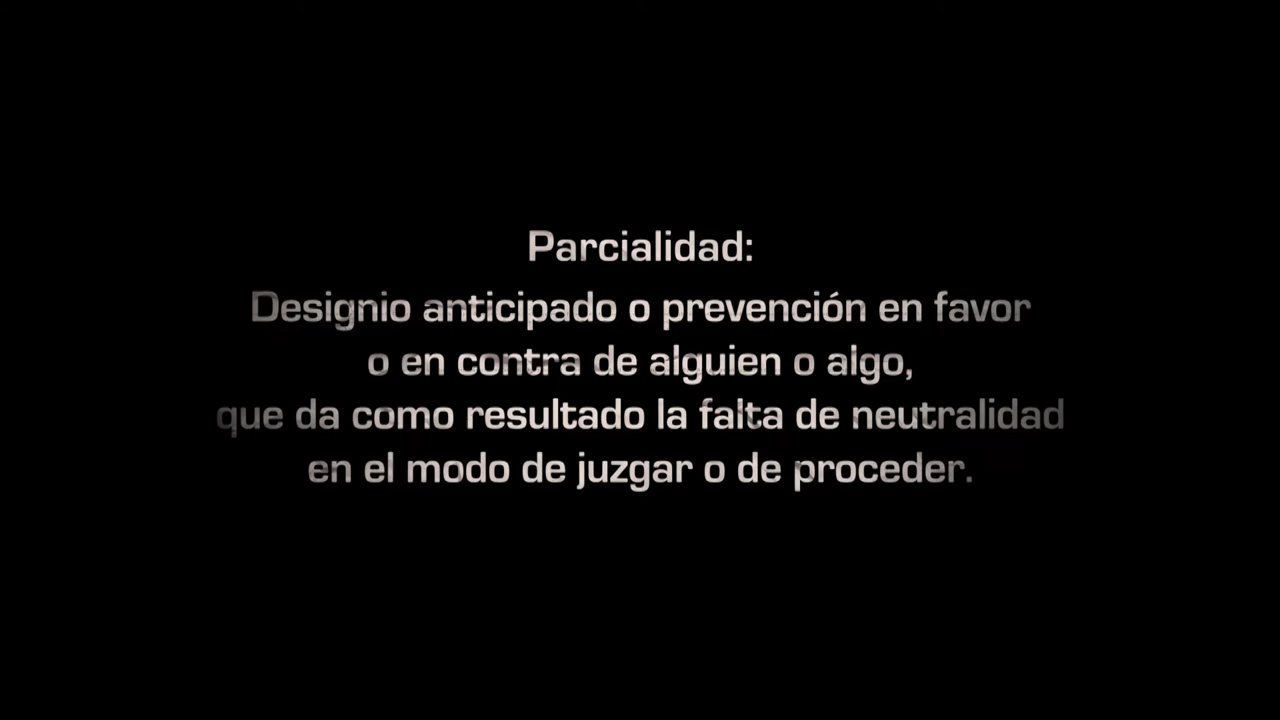 Parcialidad:
Designio anticipado o prevención en favor
o en contra de alguien o algo,
que da como resultado la falta de neutralidad
en el modo de juzgar o de proceder.